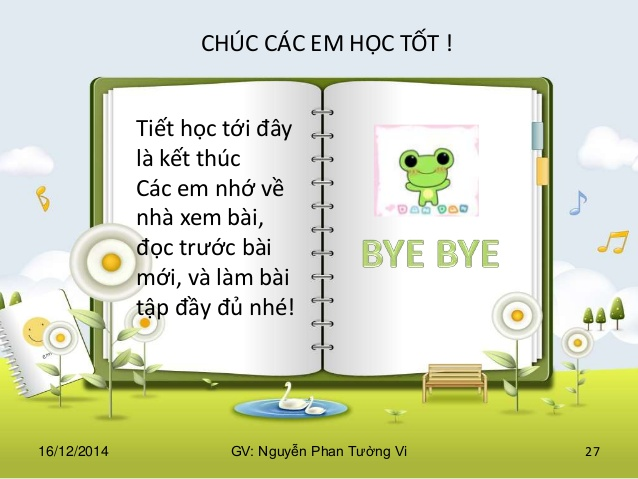 CHÚC CÁC EM HỌC TỐT !
Tiết học tới đây
là kết thúc
Các em nhớ về
nhà xem bài,
đọc trước bài
mới, và làm bài
tập đầy đủ nhé!
BYE BYE
16/12/2014
GV: Nguyễn Phan Tường Vi
27